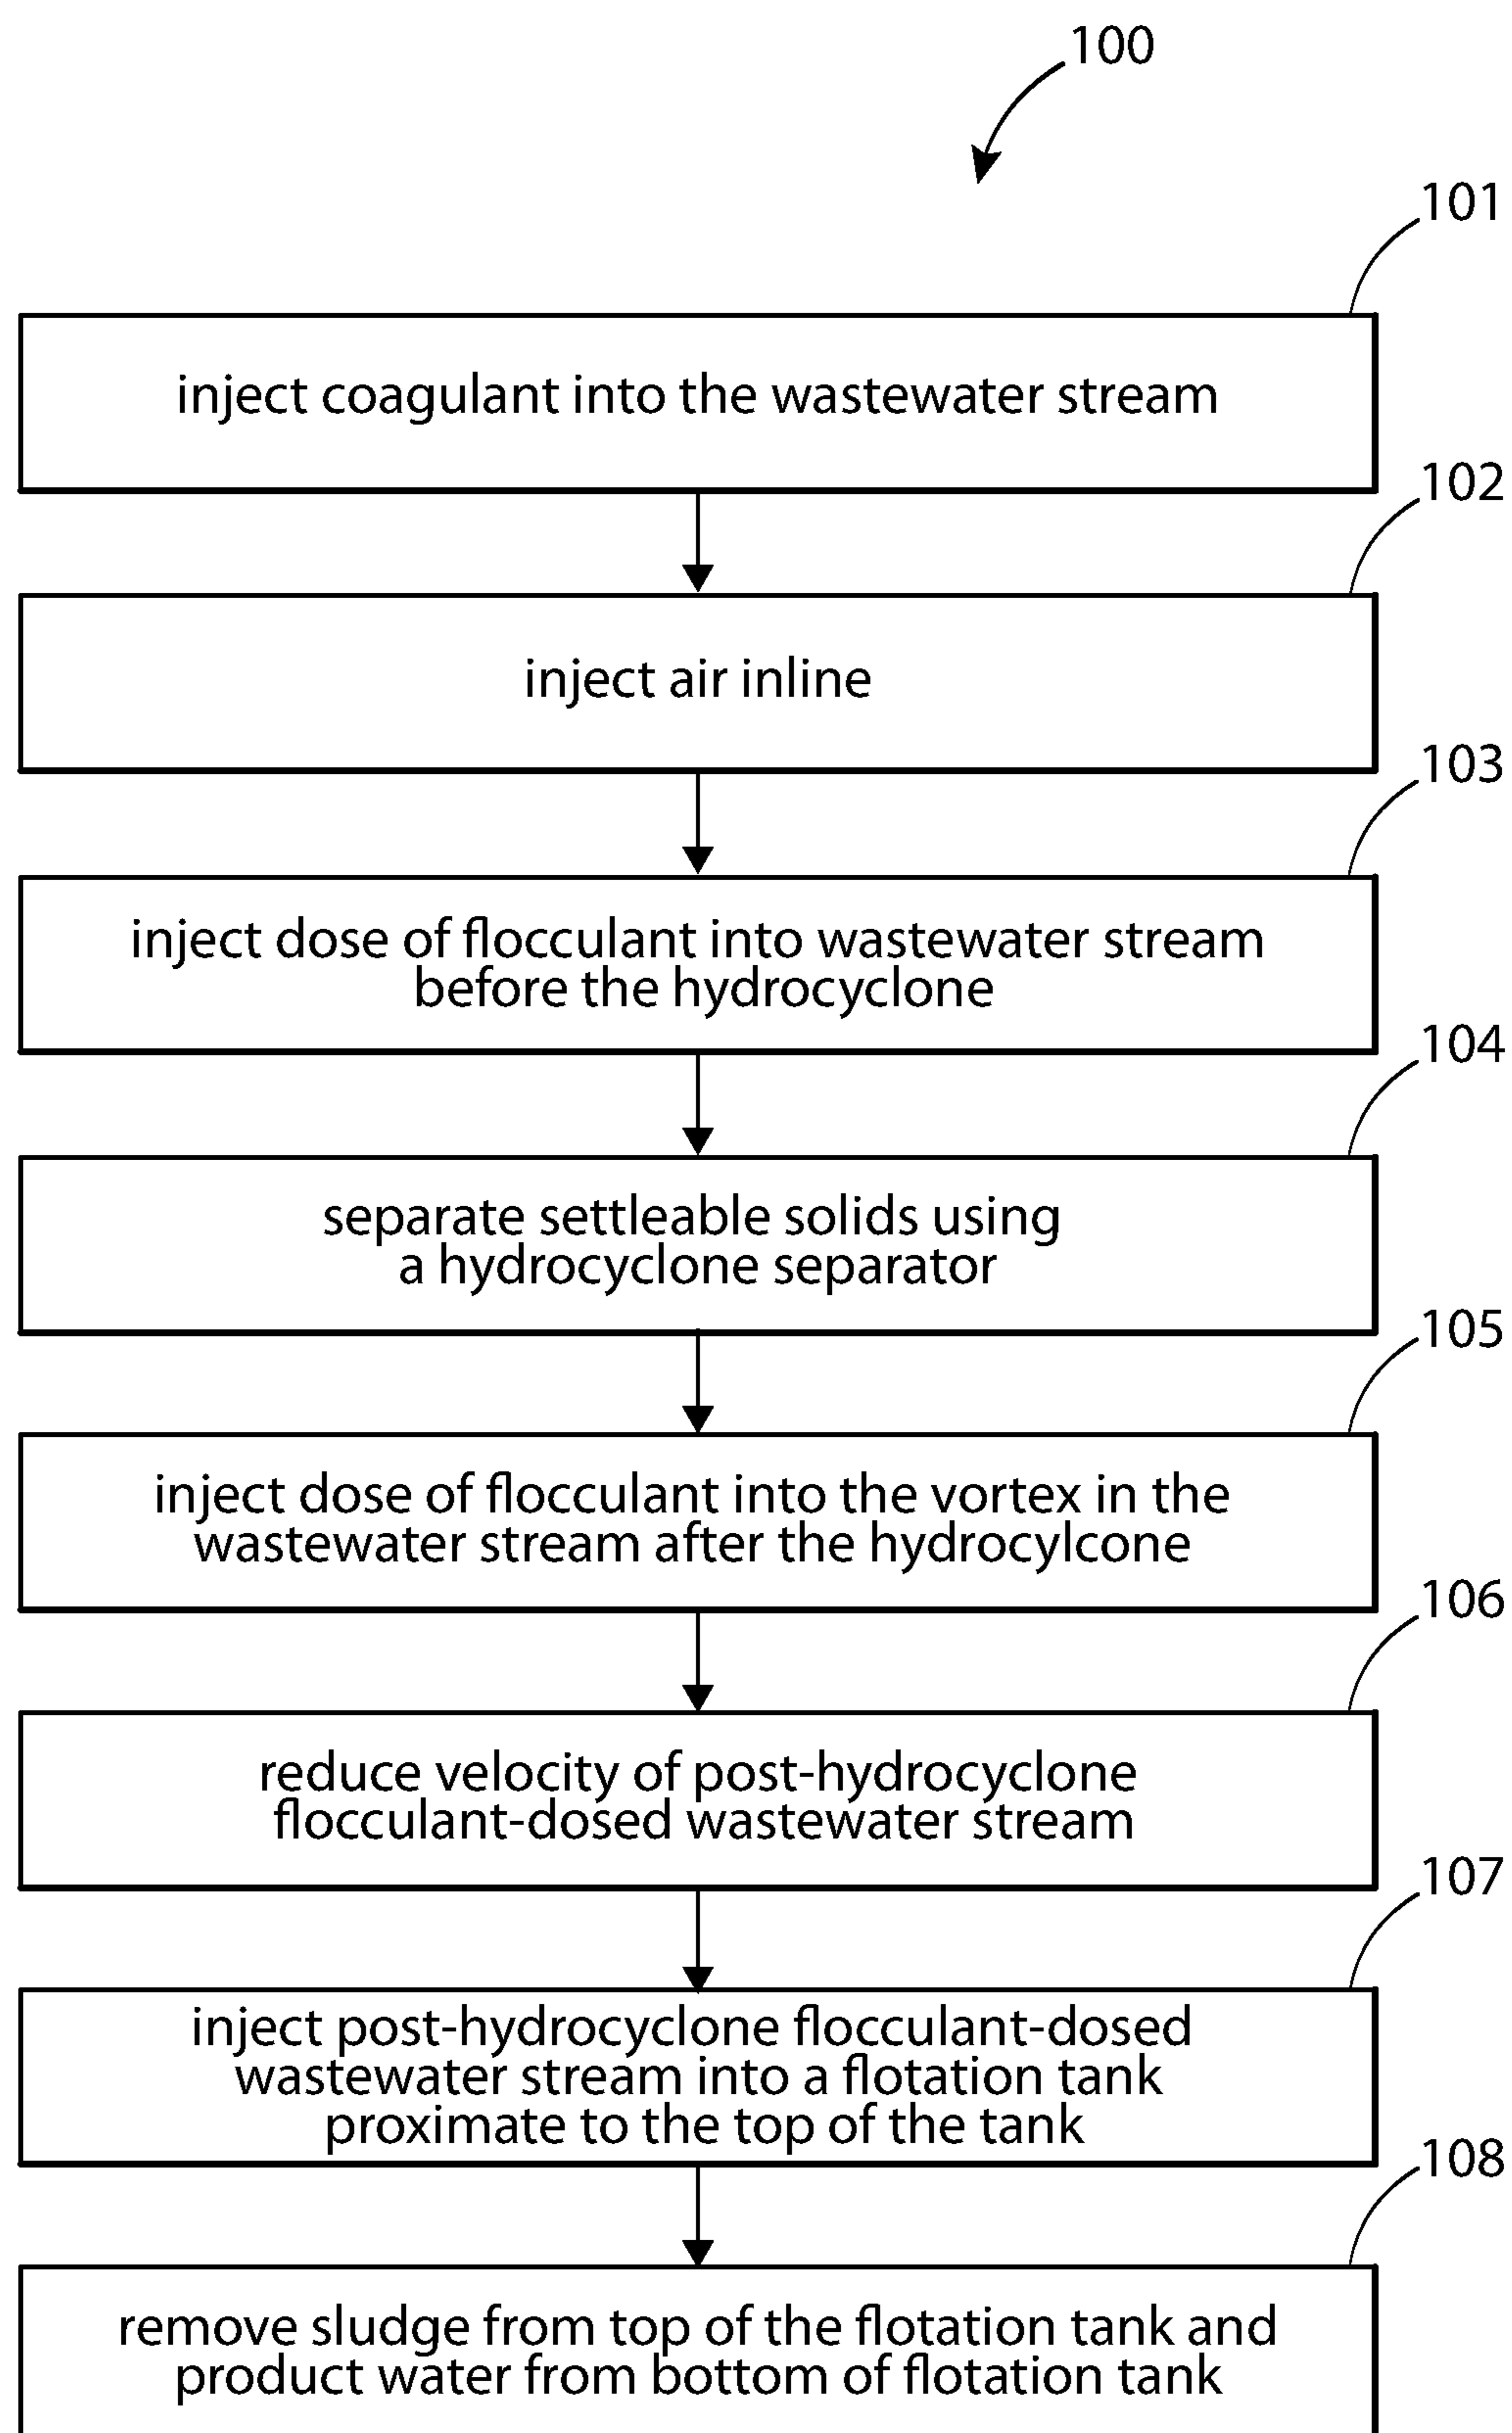 100
101
inject coagulant into the wastewater stream
102
inject air inline
103
inject dose of flocculant into wastewater stream
before the hydrocyclone
104
separate settleable solids using
a hydrocyclone separator
105
inject dose of flocculant into the vortex in the
wastewater stream after the hydrocylcone
106
reduce velocity of post-hydrocyclone
flocculant-dosed wastewater stream
107
inject post-hydrocyclone flocculant-dosed
wastewater stream into a flotation tank
proximate to the top of the tank
108
remove sludge from top of the flotation tank and
product water from bottom of flotation tank